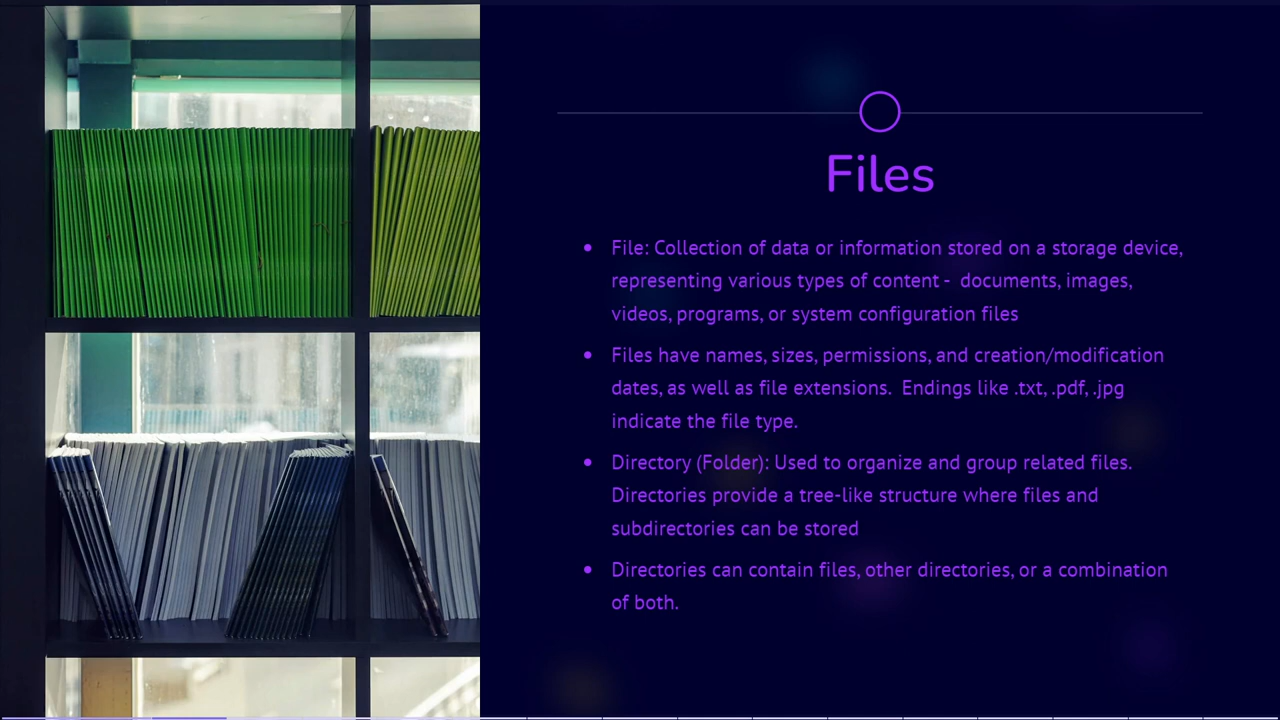 Files
• File: Collection of data or information stored on a storage device,
representing various types of content -  documents, images,
videos, programs, or system configuration files
• Files have names, sizes, permissions, and creation/modification
dates, as well as file extensions.  Endings like .txt, .pdf, .jpg
indicate the file type.
• Directory (Folder): Used to organize and group related files.
Directories provide a tree-like structure where files and
subdirectories can be stored
• Directories can contain files, other directories, or a combination
of both.